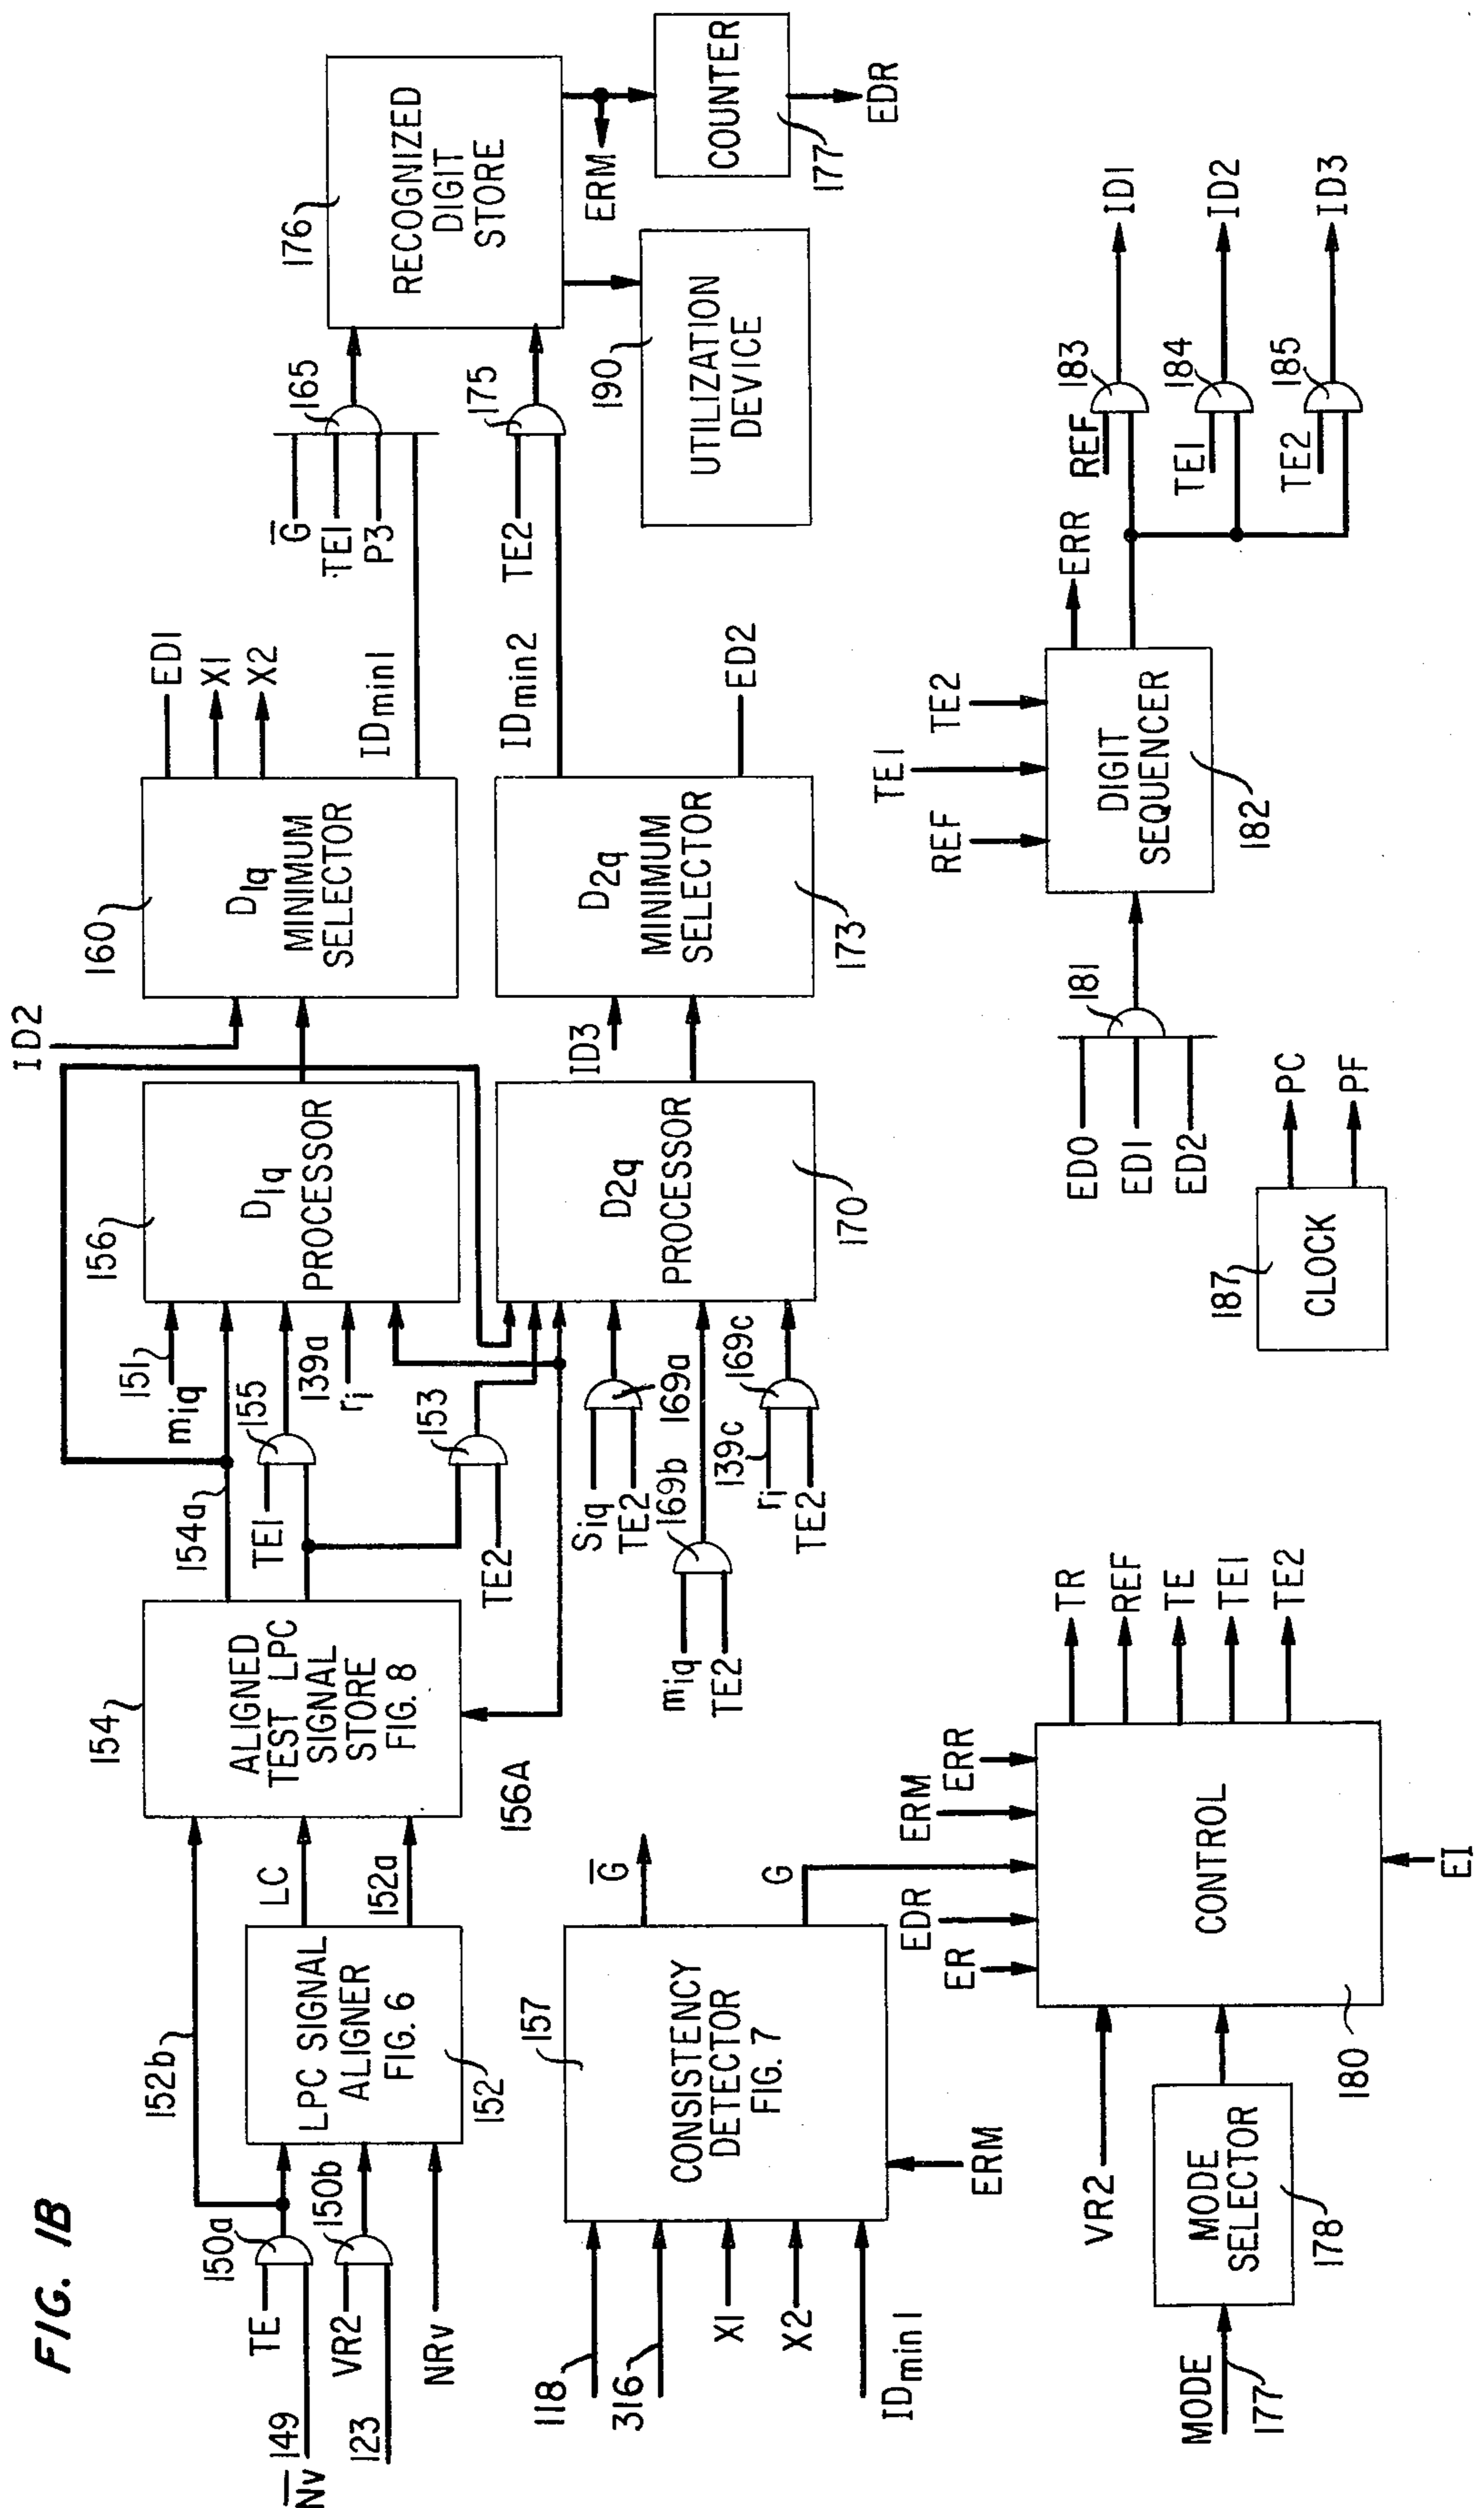 FIG. 1B
TE
150a
N̅v
149
VR2
150b
123
NRv
152b
LPC SIGNAL
ALIGNER
FIG. 6
152
LC
152a
154
ALIGNED
TEST LPC
SIGNAL
STORE
FIG. 8
156A
154a
TE1
155
153
TE2
151
miq
139a
ri
156
D1q
PROCESSOR
ID2
160
D1q
MINIMUM
SELECTOR
ED1
X1
X2
IDmin1
G̅
TE1
P3
165
176
RECOGNIZED
DIGIT
STORE
ERM
COUNTER
177
EDR
miq
TE2
169b
Siq
TE2
169a
139c
ri
TE2
169c
D2q
PROCESSOR
170
ID3
D2q
MINIMUM
SELECTOR
173
IDmin2
ED2
TE2
175
190
UTILIZATION
DEVICE
118
316
X1
X2
IDmin1
157
CONSISTENCY
DETECTOR
FIG. 7
ERM
G̅
G
MODE
177
MODE
SELECTOR
178
VR2
ER
EDR
ERM
ERR
CONTROL
180
EI
TR
REF
TE
TE1
TE2
187
CLOCK
PC
PF
ED0
ED1
ED2
181
REF
TE1
TE2
DIGIT
SEQUENCER
182
ERR
REF
183
ID1
TE1
184
ID2
TE2
185
ID3